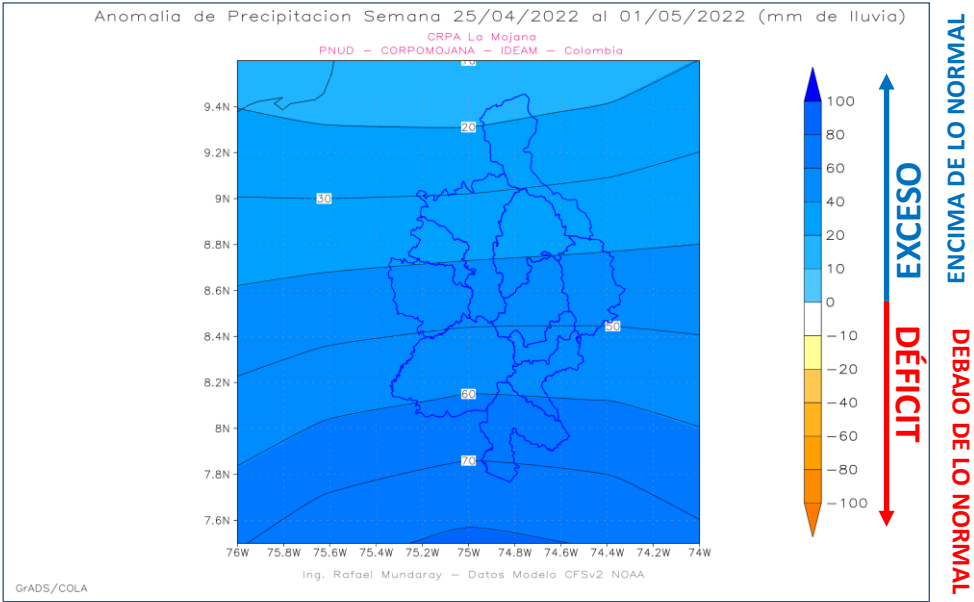 Anomalia de Precipitacion Semana 25/04/2022 al 01/05/2022 (mm de lluvia)
CRPA La Mojana
PNUD – CORPOMOJANA – IDEAM – Colombia
9.4N
9.2N
9N
8.8N
8.6N
8.4N
8.2N
8N
7.8N
7.6N
76W 75.8W 75.6W 75.4W 75.2W 75W 74.8W 74.6W 74.4W 74.2W 74W
20
30
50
60
70
100
80
60
40
20
10
0
−10
−20
−40
−60
−80
−100
EXCESO
DÉFICIT
ENCIMA DE LO NORMAL
DEBAJO DE LO NORMAL
Ing. Rafael Mundaray – Datos Modelo CFSv2 NOAA
GrADS/COLA